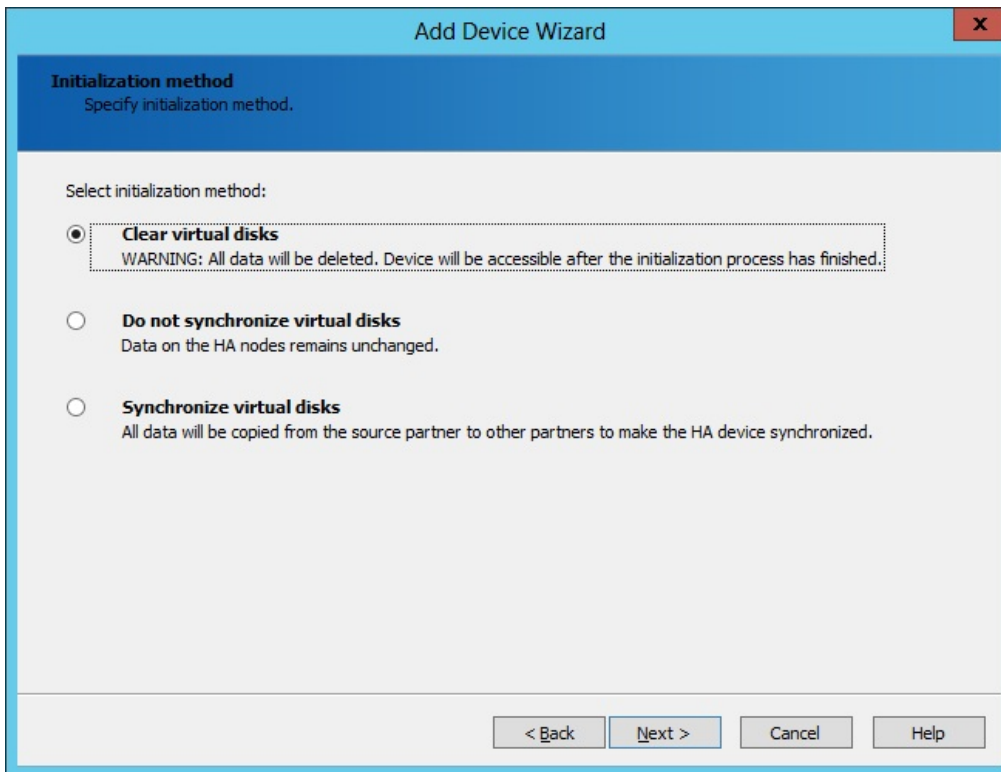 Add Device Wizard
x
Initialization method
Specify initialization method.
Select initialization method:
Clear virtual disks
WARNING: All data will be deleted. Device will be accessible after the initialization process has finished.
Do not synchronize virtual disks
Data on the HA nodes remains unchanged.
Synchronize virtual disks
All data will be copied from the source partner to other partners to make the HA device synchronized.
< Back Next > Cancel Help